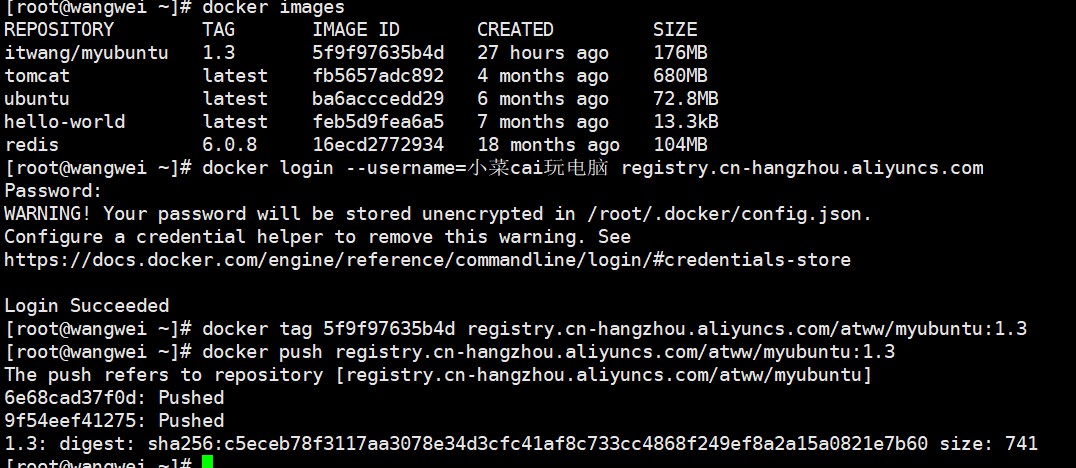 [root@wangwei ~]# docker images
REPOSITORY TAG IMAGE ID CREATED SIZE
itwang/myubuntu 1.3 5f9f97635b4d 27 hours ago 176MB
tomcat latest fb5657adc892 4 months ago 680MB
ubuntu latest ba6acccedd29 6 months ago 72.8MB
hello-world latest feb5d9fea6a5 7 months ago 13.3kB
redis 6.0.8 16ecd2772934 18 months ago 104MB
[root@wangwei ~]# docker login --username=小菜cai玩电脑 registry.cn-hangzhou.aliyuncs.com
Password:
WARNING! Your password will be stored unencrypted in /root/.docker/config.json.
Configure a credential helper to remove this warning. See
https://docs.docker.com/engine/reference/commandline/login/#credentials-store
Login Succeeded
[root@wangwei ~]# docker tag 5f9f97635b4d registry.cn-hangzhou.aliyuncs.com/atww/myubuntu:1.3
[root@wangwei ~]# docker push registry.cn-hangzhou.aliyuncs.com/atww/myubuntu:1.3
The push refers to repository [registry.cn-hangzhou.aliyuncs.com/atww/myubuntu]
6e68cad37f0d: Pushed
9f54eef41275: Pushed
1.3: digest: sha256:c5eceb78f3117aa3078e34d3cfc41af8c733cc4868f249ef8a2a15a0821e7b60 size: 741
[root@wangwei ~]#